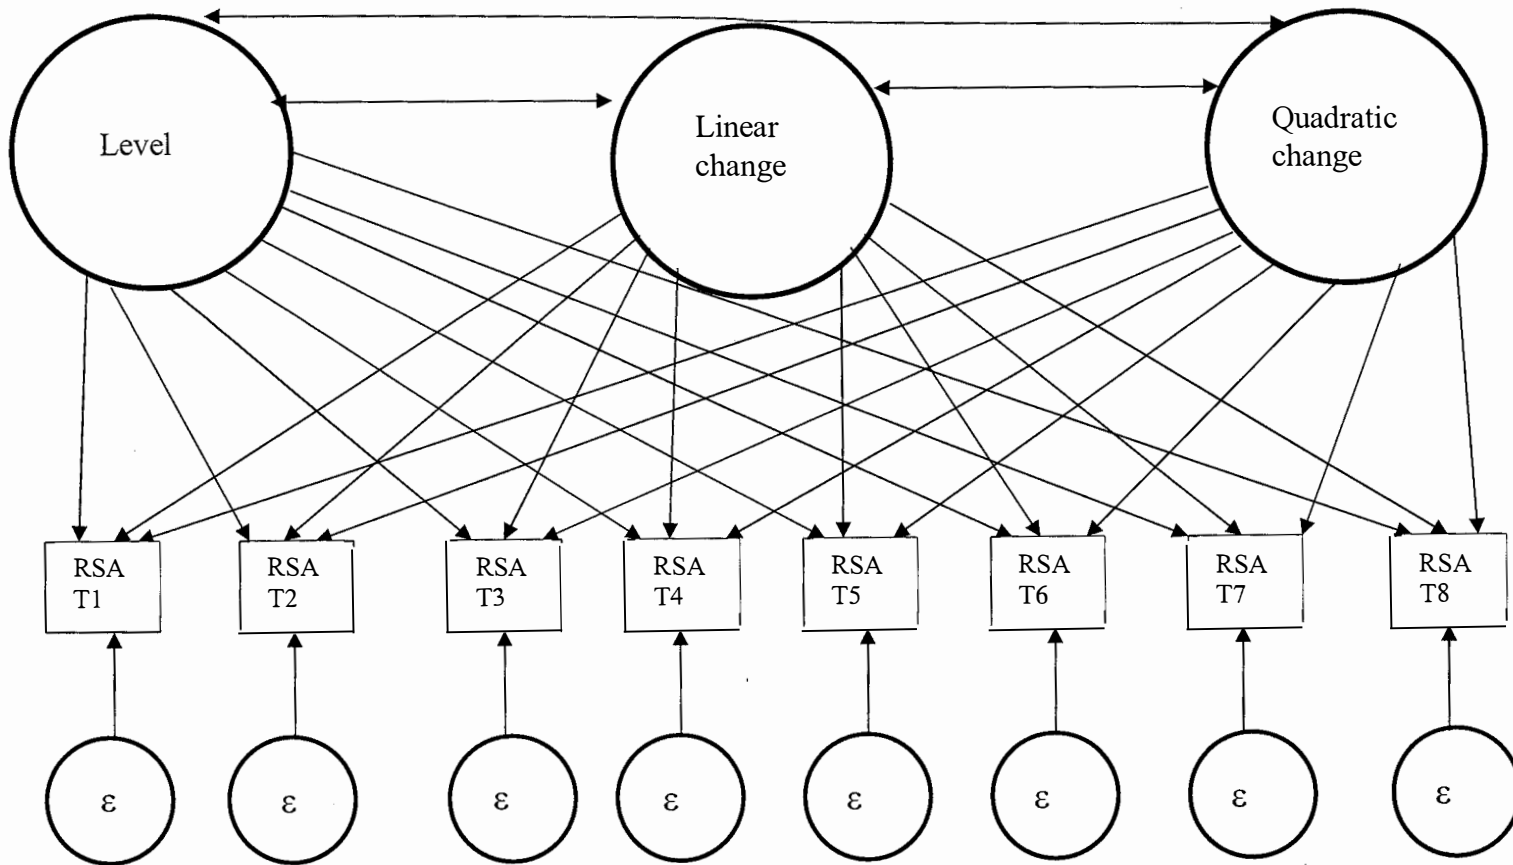 Level
Linear
change
Quadratic
change
RSA
T1
RSA
T2
RSA
T3
RSA
T4
RSA
T5
RSA
T6
RSA
T7
RSA
T8
ε
ε
ε
ε
ε
ε
ε
ε